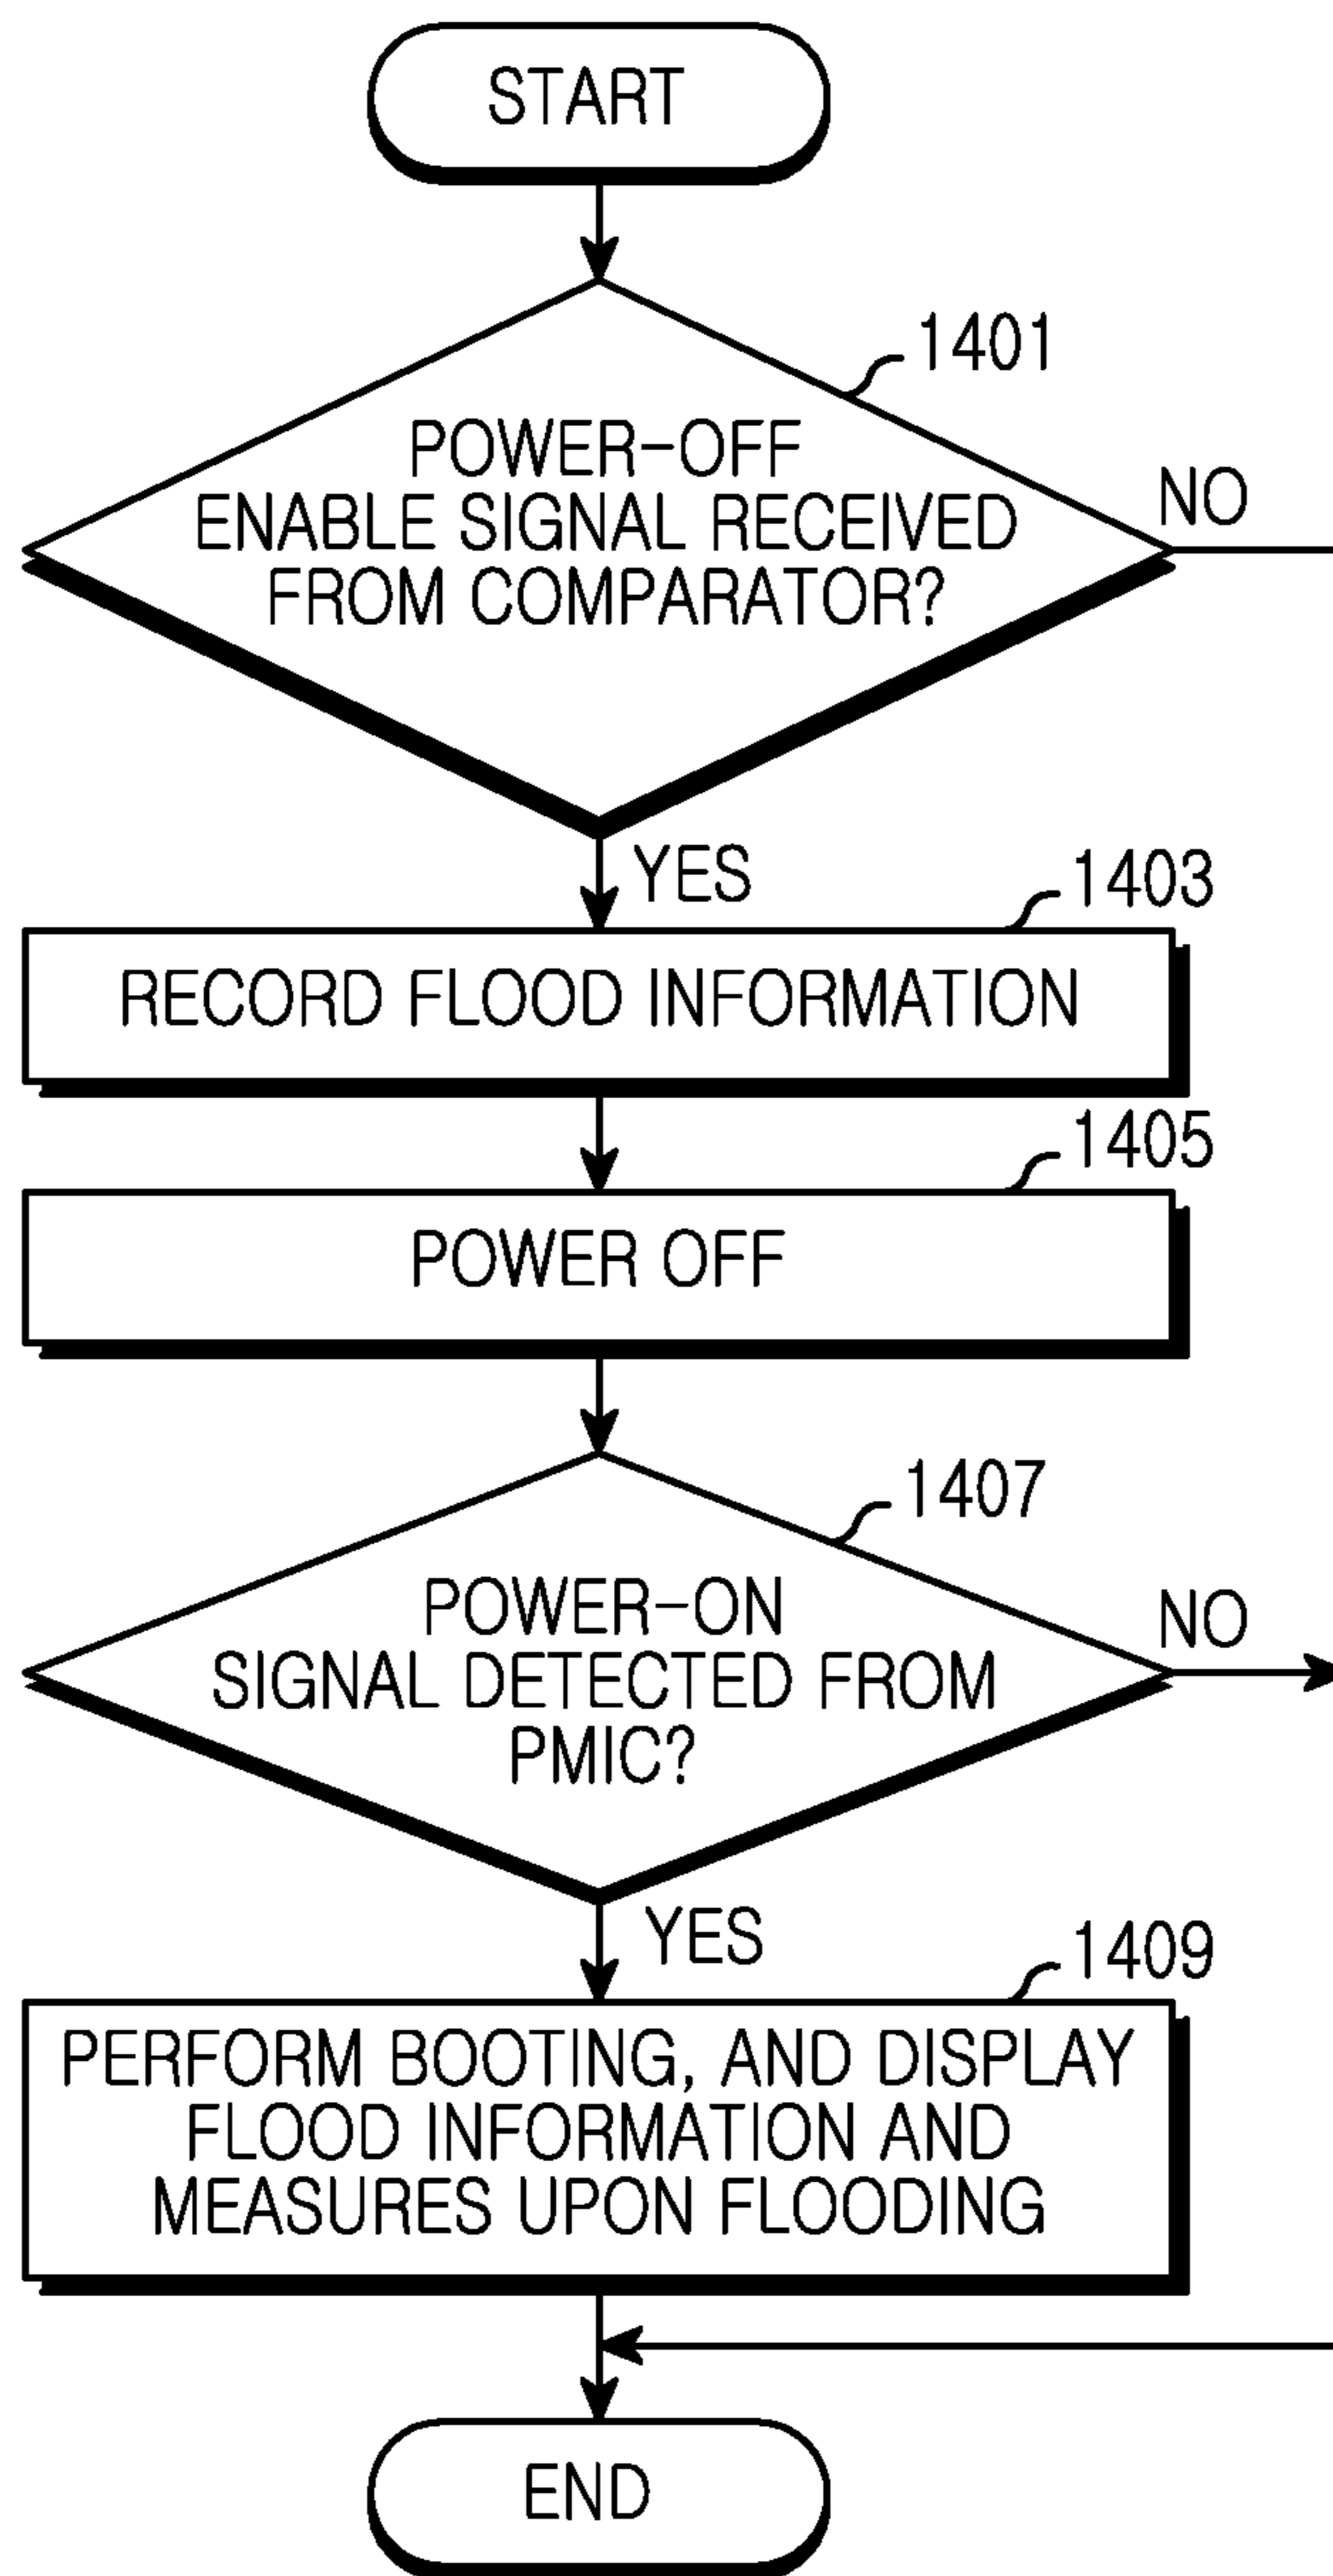 START
1401
POWER-OFF
ENABLE SIGNAL RECEIVED
FROM COMPARATOR?
NO
YES
1403
RECORD FLOOD INFORMATION
1405
POWER OFF
1407
POWER-ON
SIGNAL DETECTED FROM
PMIC?
NO
YES
1409
PERFORM BOOTING, AND DISPLAY
FLOOD INFORMATION AND
MEASURES UPON FLOODING
END